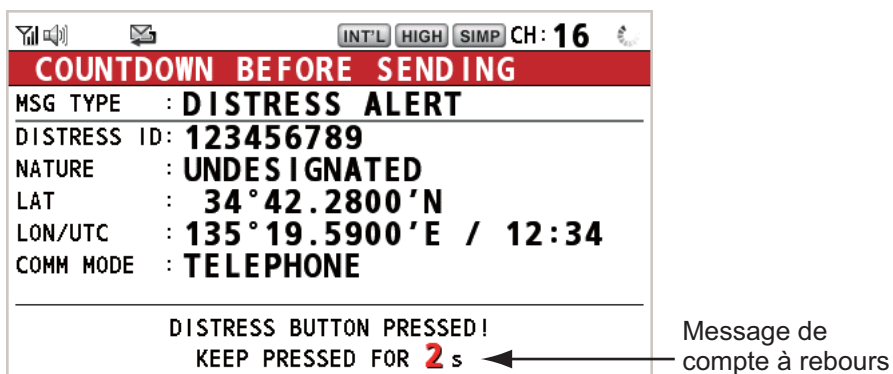 INT'L HIGH SIMP CH: 16
COUNTDOWN BEFORE SENDING
MSG TYPE : DISTRESS ALERT
DISTRESS ID: 123456789
NATURE : UNDESIGNATED
LAT : 34°42.2800'N
LON/UTC : 135°19.5900'E / 12:34
COMM MODE : TELEPHONE
DISTRESS BUTTON PRESSED!
KEEP PRESSED FOR 2 s
Message de
compte à rebours